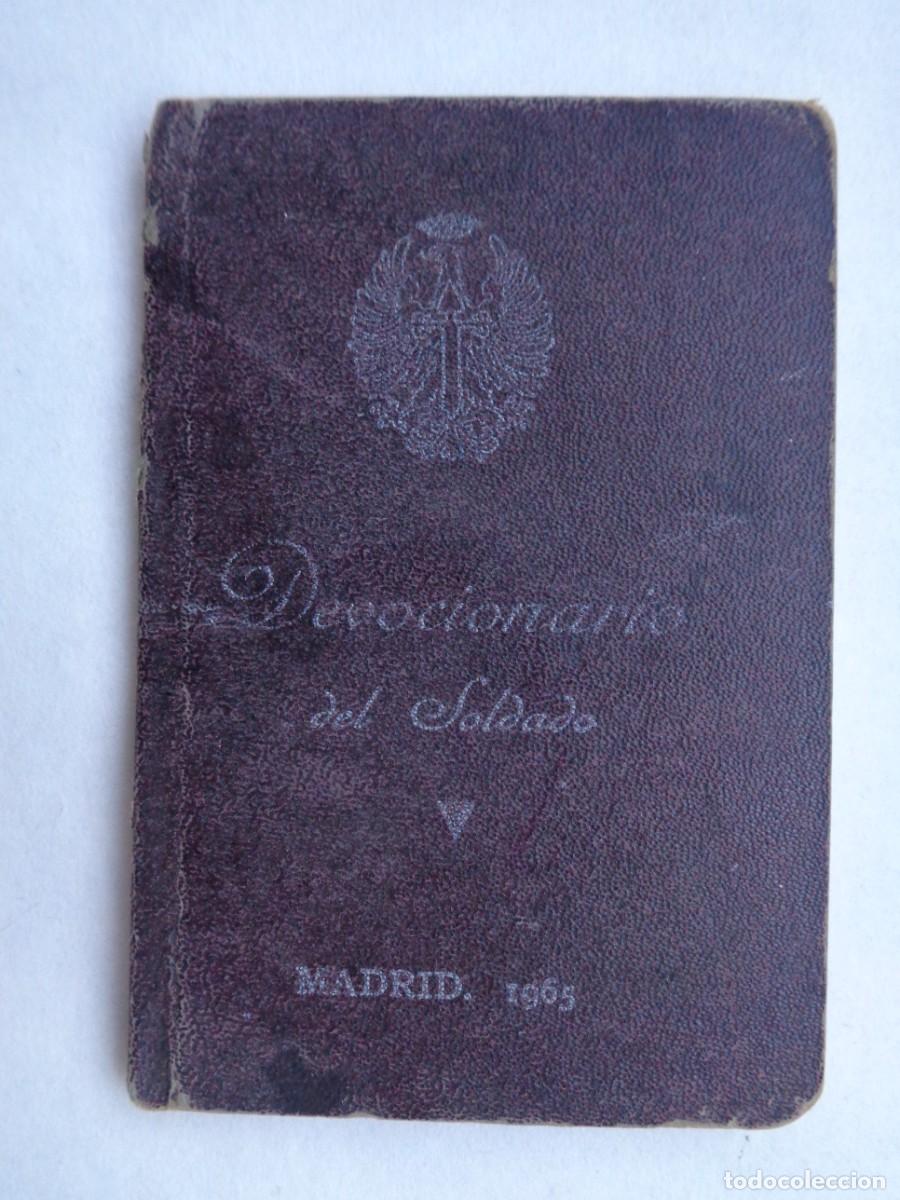 Devocionario
del Soldado
MADRID. 1965
todocoleccion